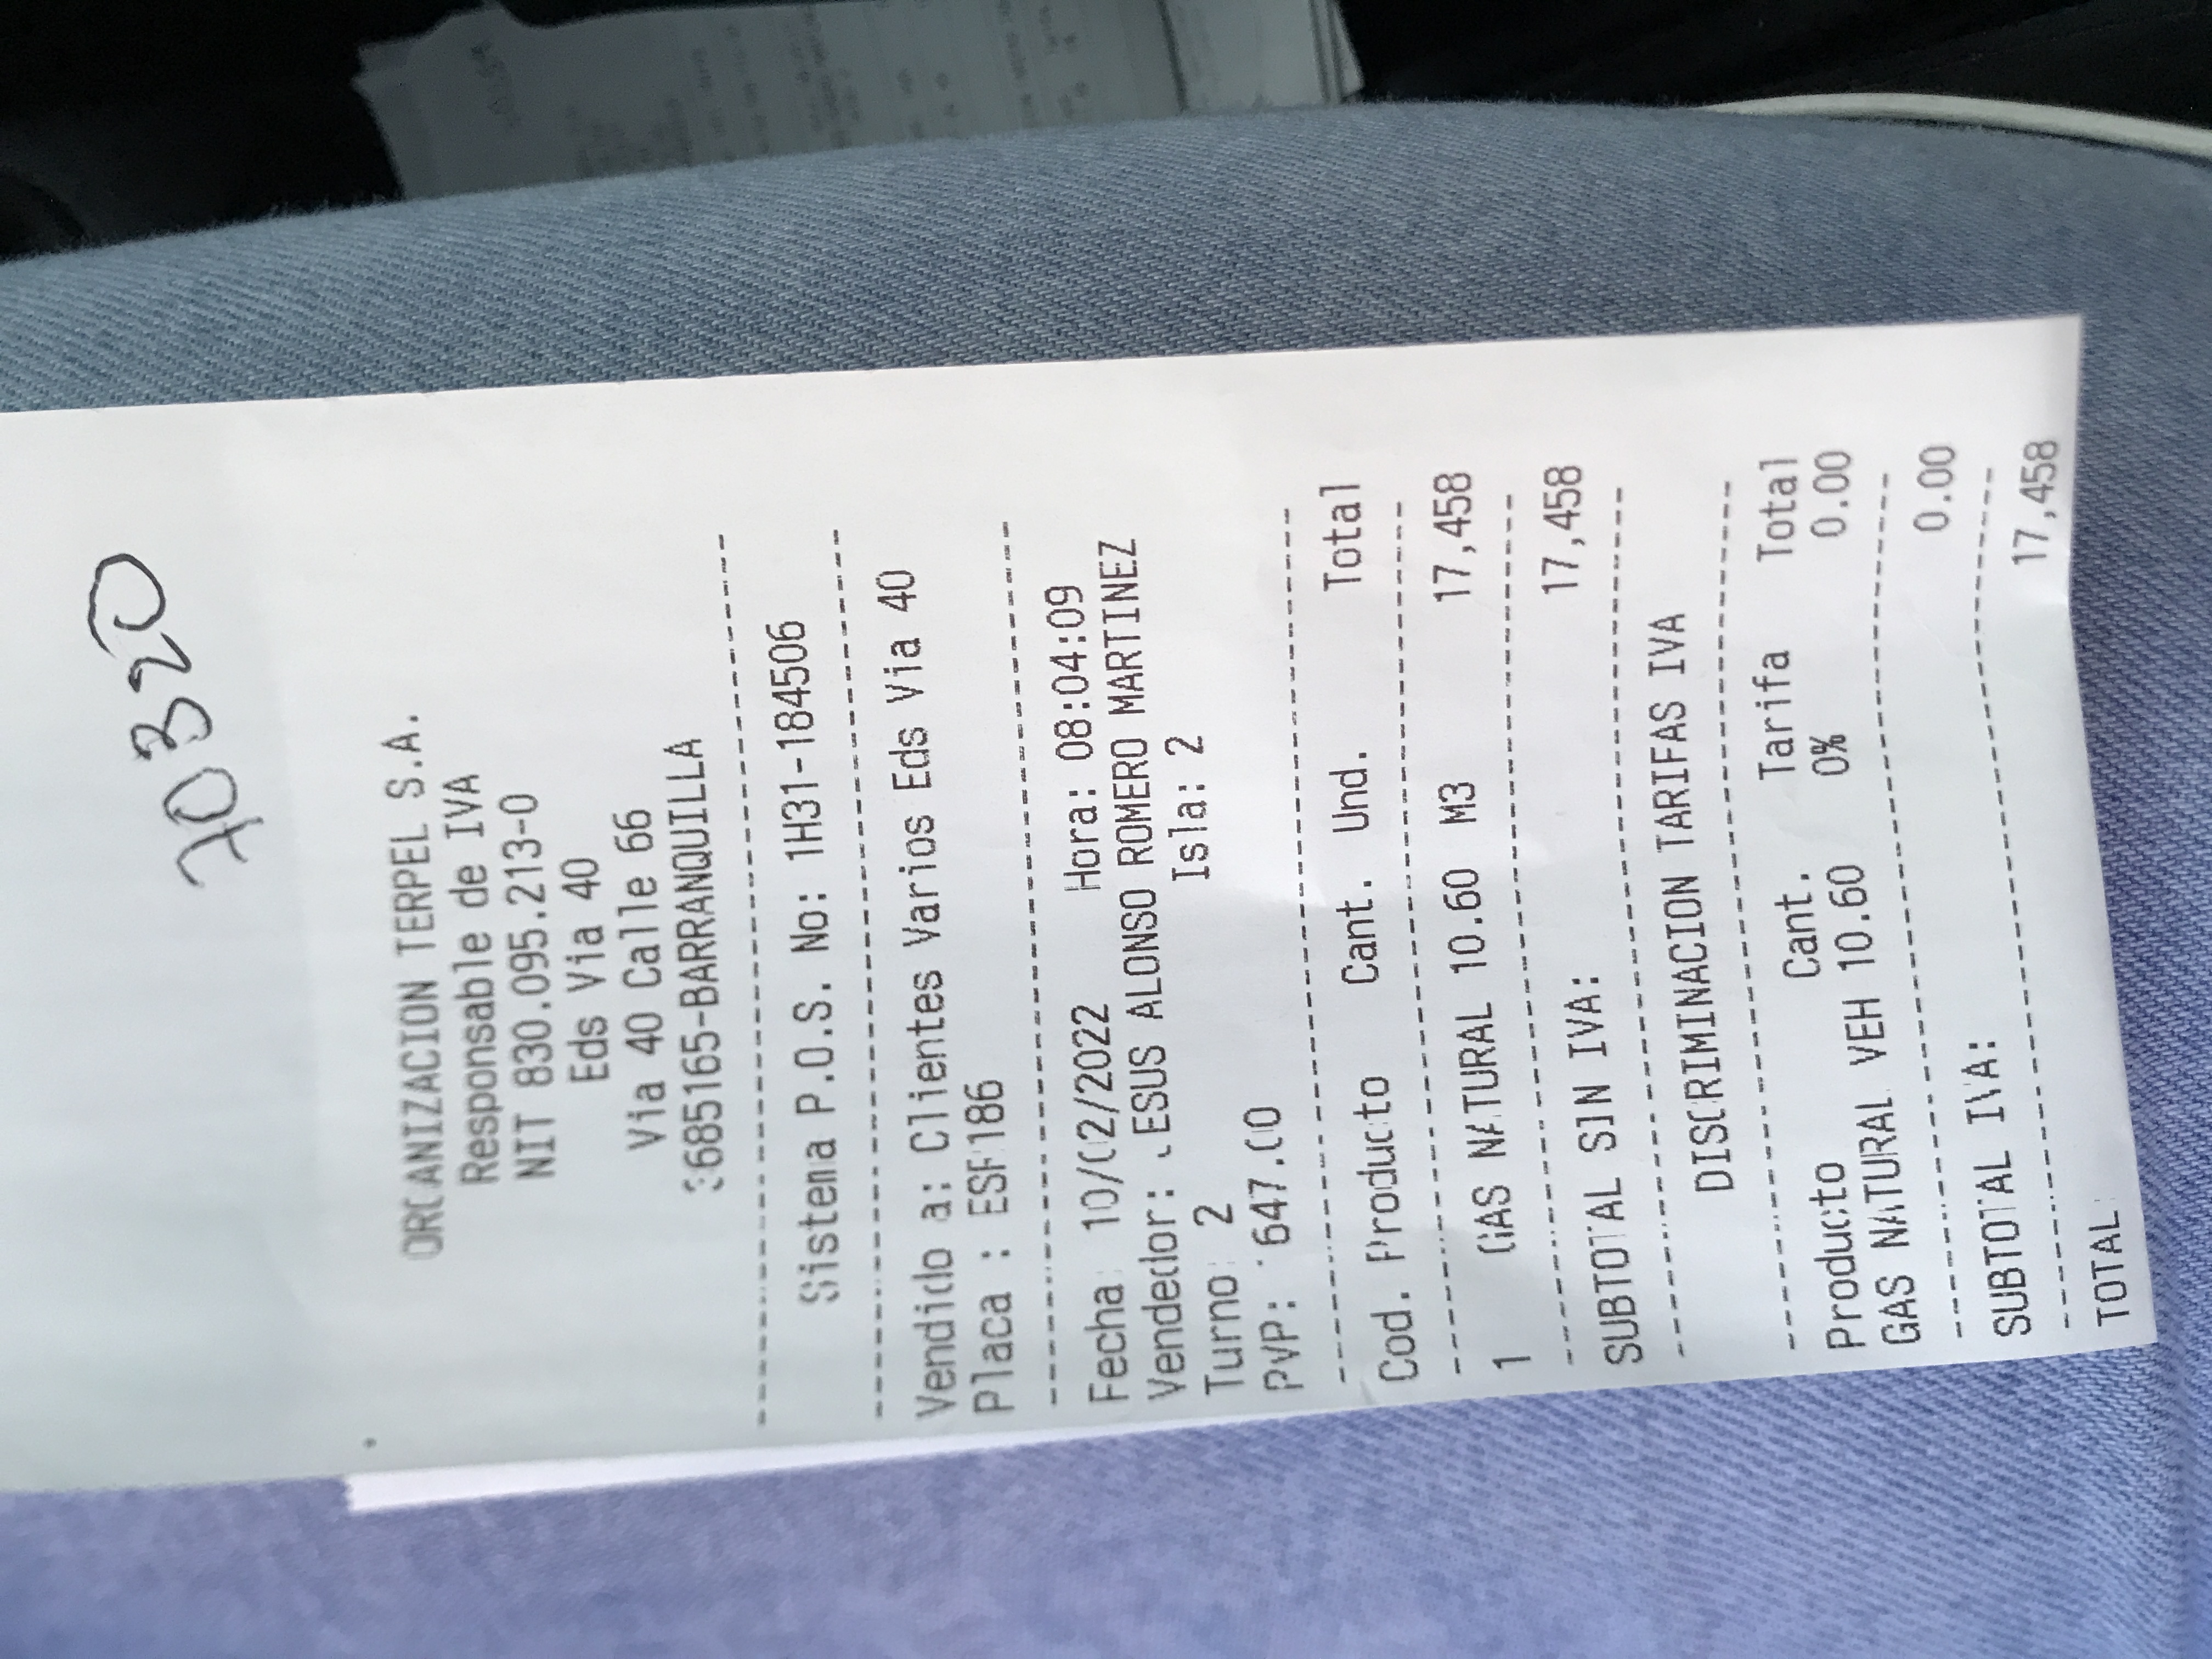 70320
ORGANIZACION TERPEL S.A.
Responsable de IVA
NIT 830.095.213-0
Eds Via 40
Via 40 Calle 66
3685165-BARRANQUILLA
Sistema P.O.S. No: 1H31-184506
Vendido a: Clientes Varios Eds Via 40
Placa : ESF186
Fecha: 10/02/2022 Hora: 08:04:09
Vendedor: JESUS ALONSO ROMERO MARTINEZ
Turno: 2 Isla: 2
PVP: 647.00
Cod. Producto Cant. Und. Total
1 GAS NATURAL 10.60 M3 17,458
SUBTOTAL SIN IVA: 17,458
DISCRIMINACION TARIFAS IVA
Producto Cant. Tarifa Total
GAS NATURAL VEH 10.60 0% 0.00
SUBTOTAL IVA: 0.00
TOTAL: 17,458